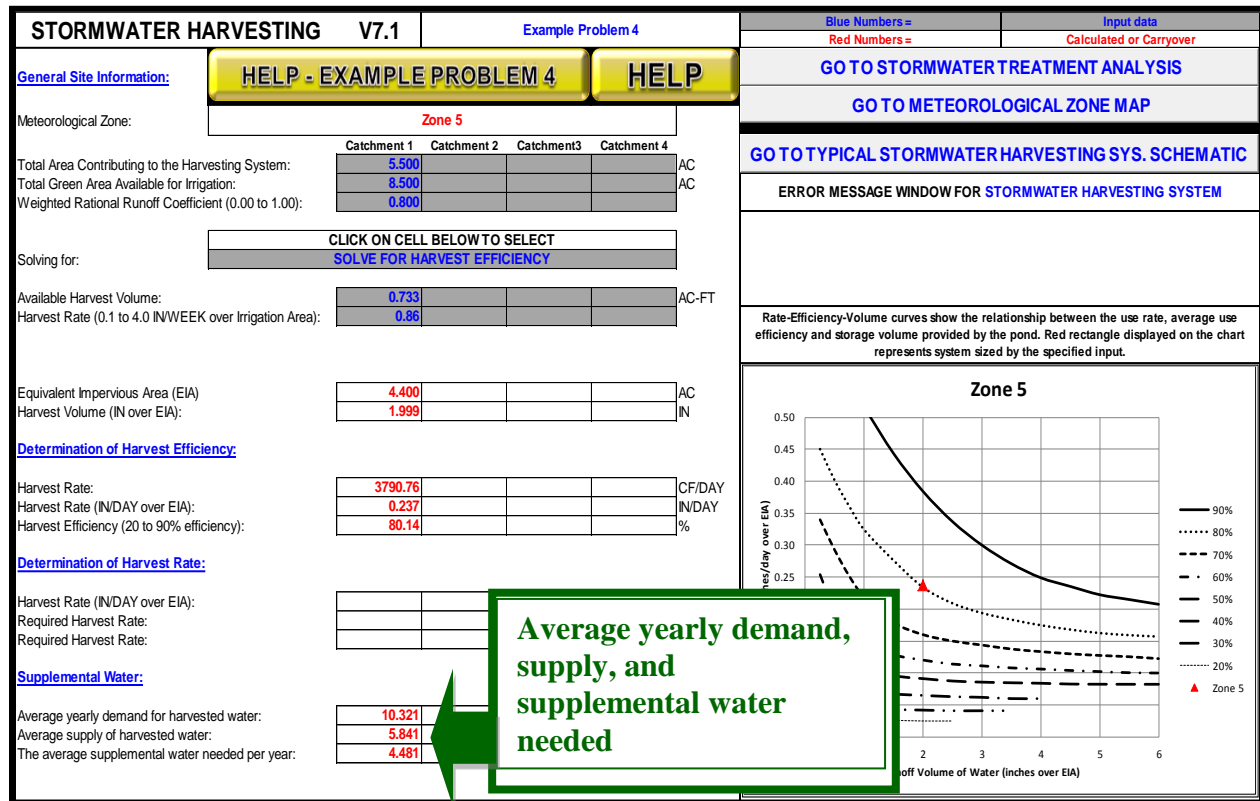 STORMWATER HARVESTING V7.1 Example Problem 4
Blue Numbers = Input data
Red Numbers = Calculated or Carryover
General Site Information:
HELP - EXAMPLE PROBLEM 4 HELP
GO TO STORMWATER TREATMENT ANALYSIS
GO TO METEOROLOGICAL ZONE MAP
Meteorological Zone: Zone 5
Catchment 1 Catchment 2 Catchment3 Catchment 4
Total Area Contributing to the Harvesting System: 5.500 AC
Total Green Area Available for Irrigation: 8.500 AC
Weighted Rational Runoff Coefficient (0.00 to 1.00): 0.800
GO TO TYPICAL STORMWATER HARVESTING SYS. SCHEMATIC
ERROR MESSAGE WINDOW FOR STORMWATER HARVESTING SYSTEM
CLICK ON CELL BELOW TO SELECT
Solving for: SOLVE FOR HARVEST EFFICIENCY
Available Harvest Volume: 0.733 AC-FT
Harvest Rate (0.1 to 4.0 IN/WEEK over Irrigation Area): 0.86
Rate-Efficiency-Volume curves show the relationship between the use rate, average use
efficiency and storage volume provided by the pond. Red rectangle displayed on the chart
represents system sized by the specified input.
Equivalent Impervious Area (EIA) 4.400 AC
Harvest Volume (IN over EIA): 1.999 IN
Determination of Harvest Efficiency:
Harvest Rate: 3790.76 CF/DAY
Harvest Rate (IN/DAY over EIA): 0.237 IN/DAY
Harvest Efficiency (20 to 90% efficiency): 80.14 %
Determination of Harvest Rate:
Harvest Rate (IN/DAY over EIA):
Required Harvest Rate:
Required Harvest Rate:
Supplemental Water:
Average yearly demand for harvested water: 10.321
Average supply of harvested water: 5.841
The average supplemental water needed per year: 4.481
Average yearly demand,
supply, and
supplemental water
needed
Zone 5
0.50
0.45
0.40
0.35
0.30
0.25
hes/day over EIA)
90%
80%
70%
60%
50%
40%
30%
20%
Zone 5
2 3 4 5 6
off Volume of Water (inches over EIA)